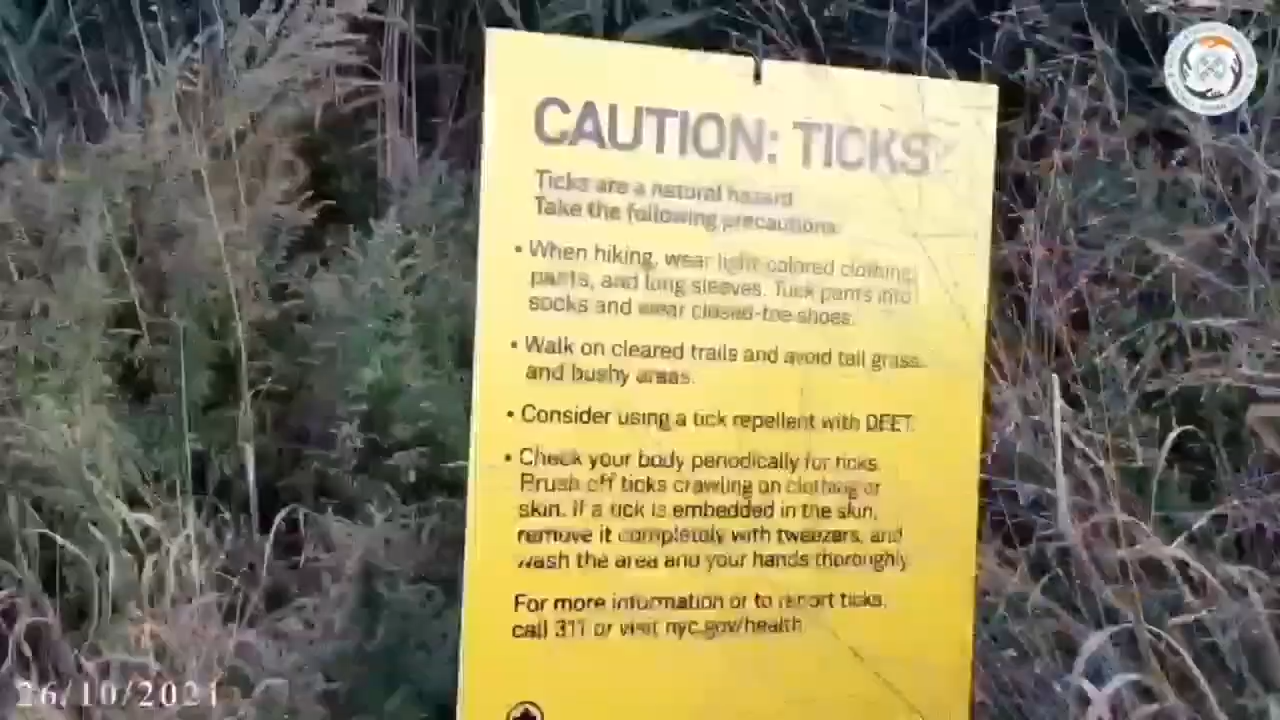 CAUTION: TICKS
Ticks are a natural hazard
Take the following precautions:
• When hiking, wear light-colored clothing,
pants, and long sleeves. Tuck pants into
socks and wear closed-toe shoes.
• Walk on cleared trails and avoid tall grass
and bushy areas.
• Consider using a tick repellent with DEET.
• Check your body periodically for ticks.
Brush off ticks crawling on clothing or
skin. If a tick is embedded in the skin,
remove it completely with tweezers, and
wash the area and your hands thoroughly
For more information or to report ticks,
call 311 or visit nyc.gov/health
26/10/2021